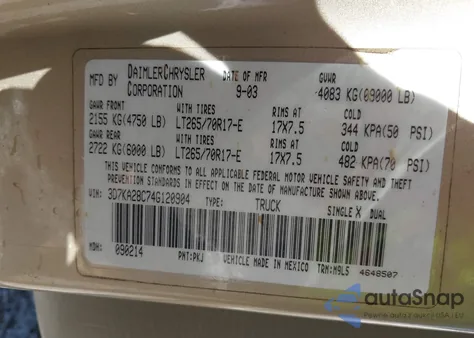 MFD BY DAIMLERCHRYSLER CORPORATION DATE OF MFR 9-03 GVWR 4083 KG(09000 LB)
GAWR FRONT WITH TIRES RIMS AT COLD
2155 KG(4750 LB) LT265/70R17-E 17X7.5 344 KPA(50 PSI)
GAWR REAR WITH TIRES RIMS AT COLD
2722 KG(6000 LB) LT265/70R17-E 17X7.5 482 KPA(70 PSI)
THIS VEHICLE CONFORMS TO ALL APPLICABLE FEDERAL MOTOR VEHICLE SAFETY AND THEFT
PREVENTION STANDARDS IN EFFECT ON THE DATE OF MANUFACTURE SHOWN ABOVE.
VIN: 3D7KA28C74G120904 TYPE: TRUCK SINGLE X DUAL
MDH: 090214 PNT:PKJ VEHICLE MADE IN MEXICO TRM:M9L5 4648507
autoSnap